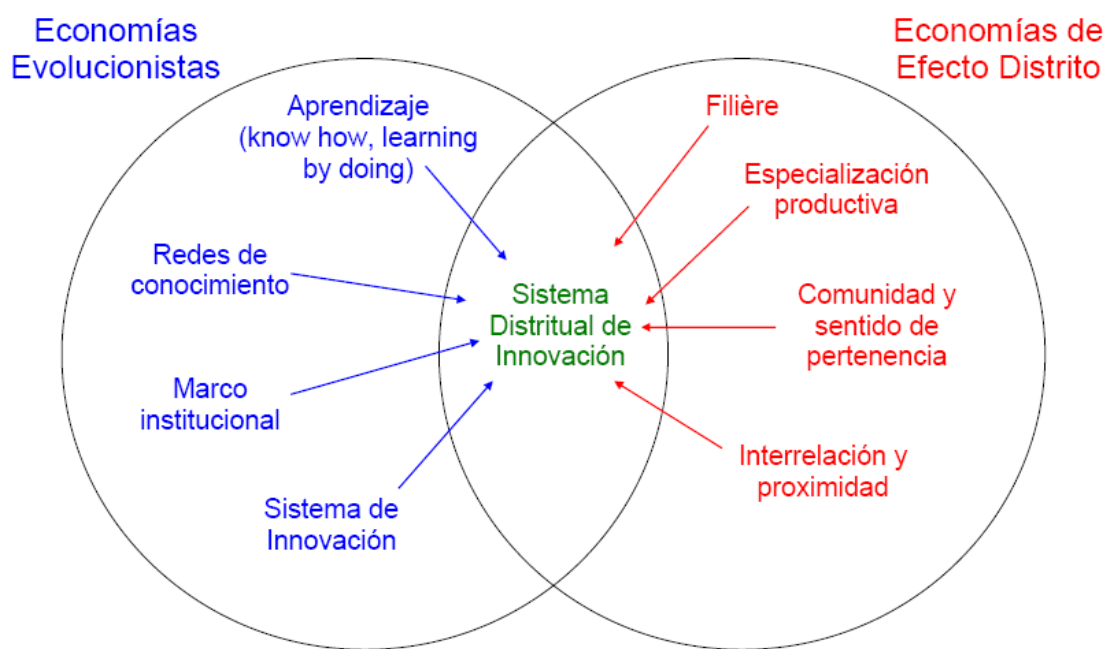 Economías
Evolucionistas
Economías de
Efecto Distrito
Aprendizaje
(know how, learning
by doing)
Redes de
conocimiento
Marco
institucional
Sistema de
Innovación
Sistema
Distritual de
Innovación
Filière
Especialización
productiva
Comunidad y
sentido de
pertenencia
Interrelación y
proximidad